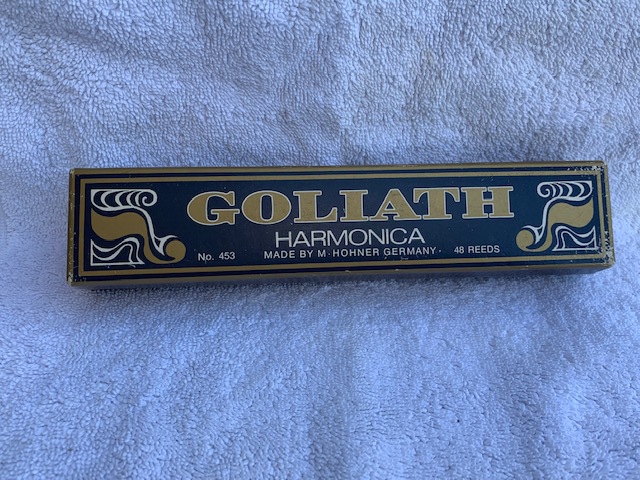 GOLIATH
HARMONICA
No. 453 MADE BY M · HOHNER GERMANY · 48 REEDS